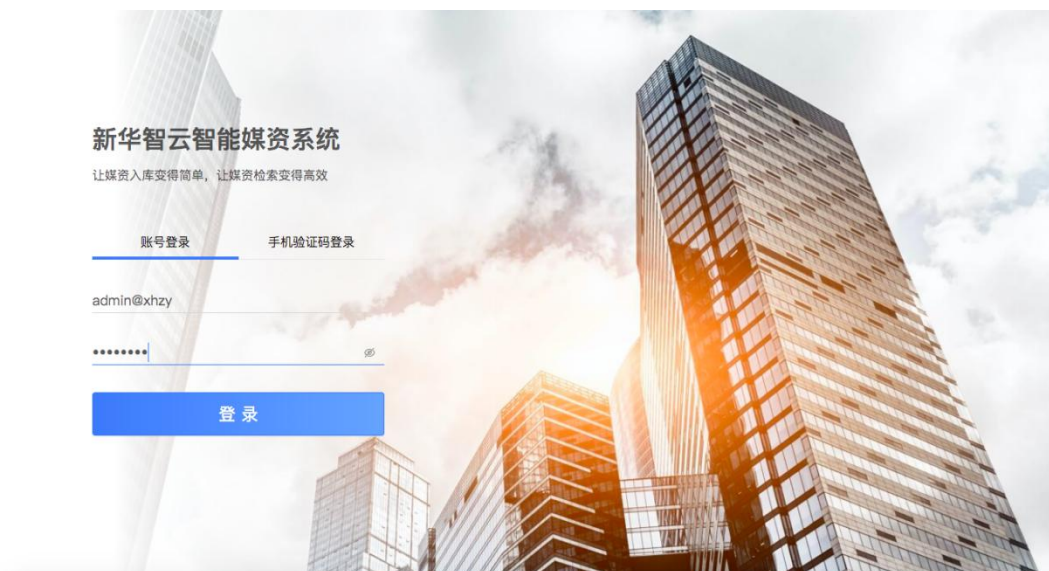 新华智云智能媒资系统
让媒资入库变得简单，让媒资检索变得高效
账号登录 手机验证码登录
admin@xhzy
••••••••
登 录